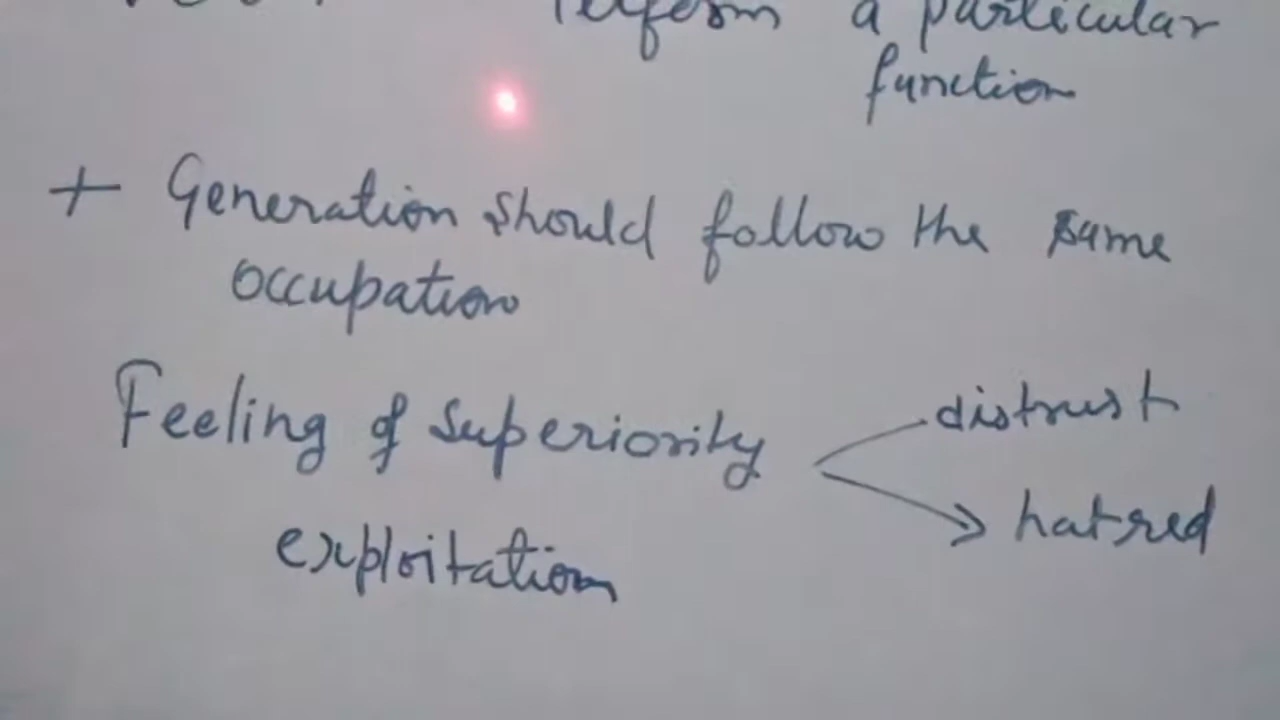 Perform a particular
function
+ Generation should follow the same
occupation
Feeling of superiority
distrust
hatred
exploitation